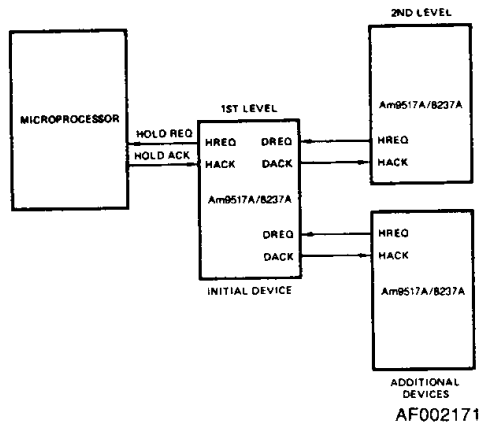 2ND LEVEL
MICROPROCESSOR
1ST LEVEL
Am9517A/8237A
HOLD REQ
HREQ
DREQ
HREQ
HOLD ACK
HACK
DACK
HACK
Am9517A/8237A
DREQ
HREQ
DACK
HACK
Am9517A/8237A
INITIAL DEVICE
ADDITIONAL
DEVICES
AF002171